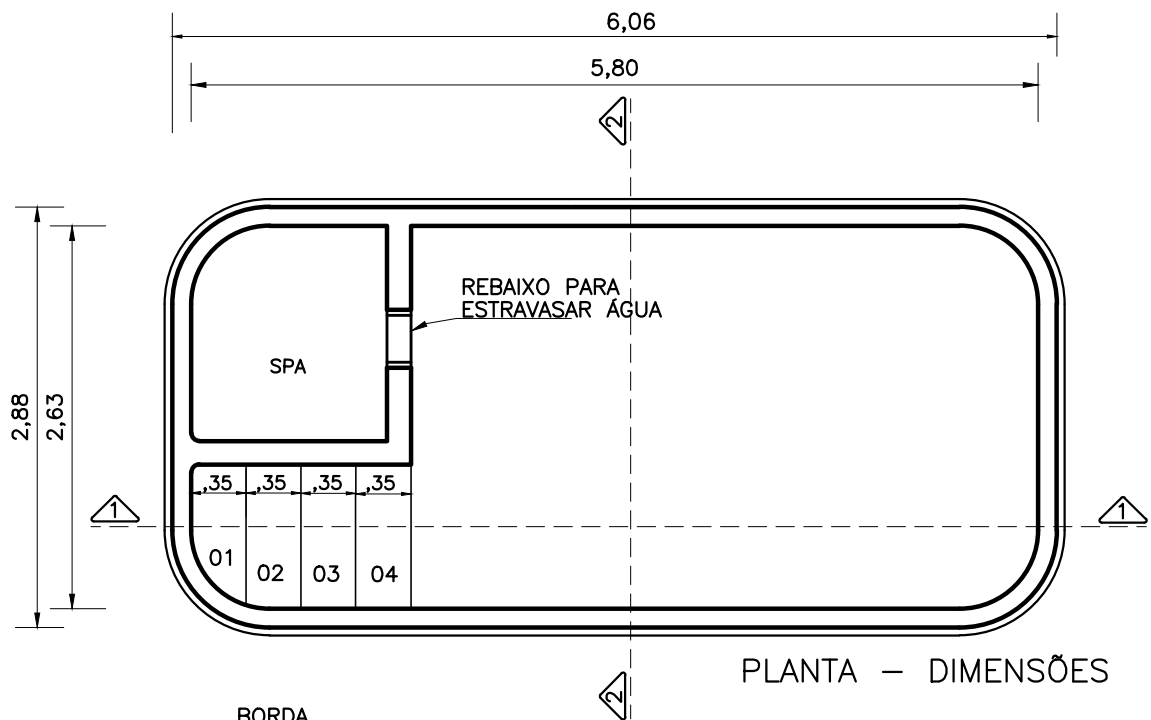 6,06
5,80
2
REBAIXO PARA
ESTRAVASAR ÁGUA
SPA
2,88
2,63
,35 ,35 ,35 ,35
1
1
01 02 03 04
PLANTA – DIMENSÕES
2
BORDA